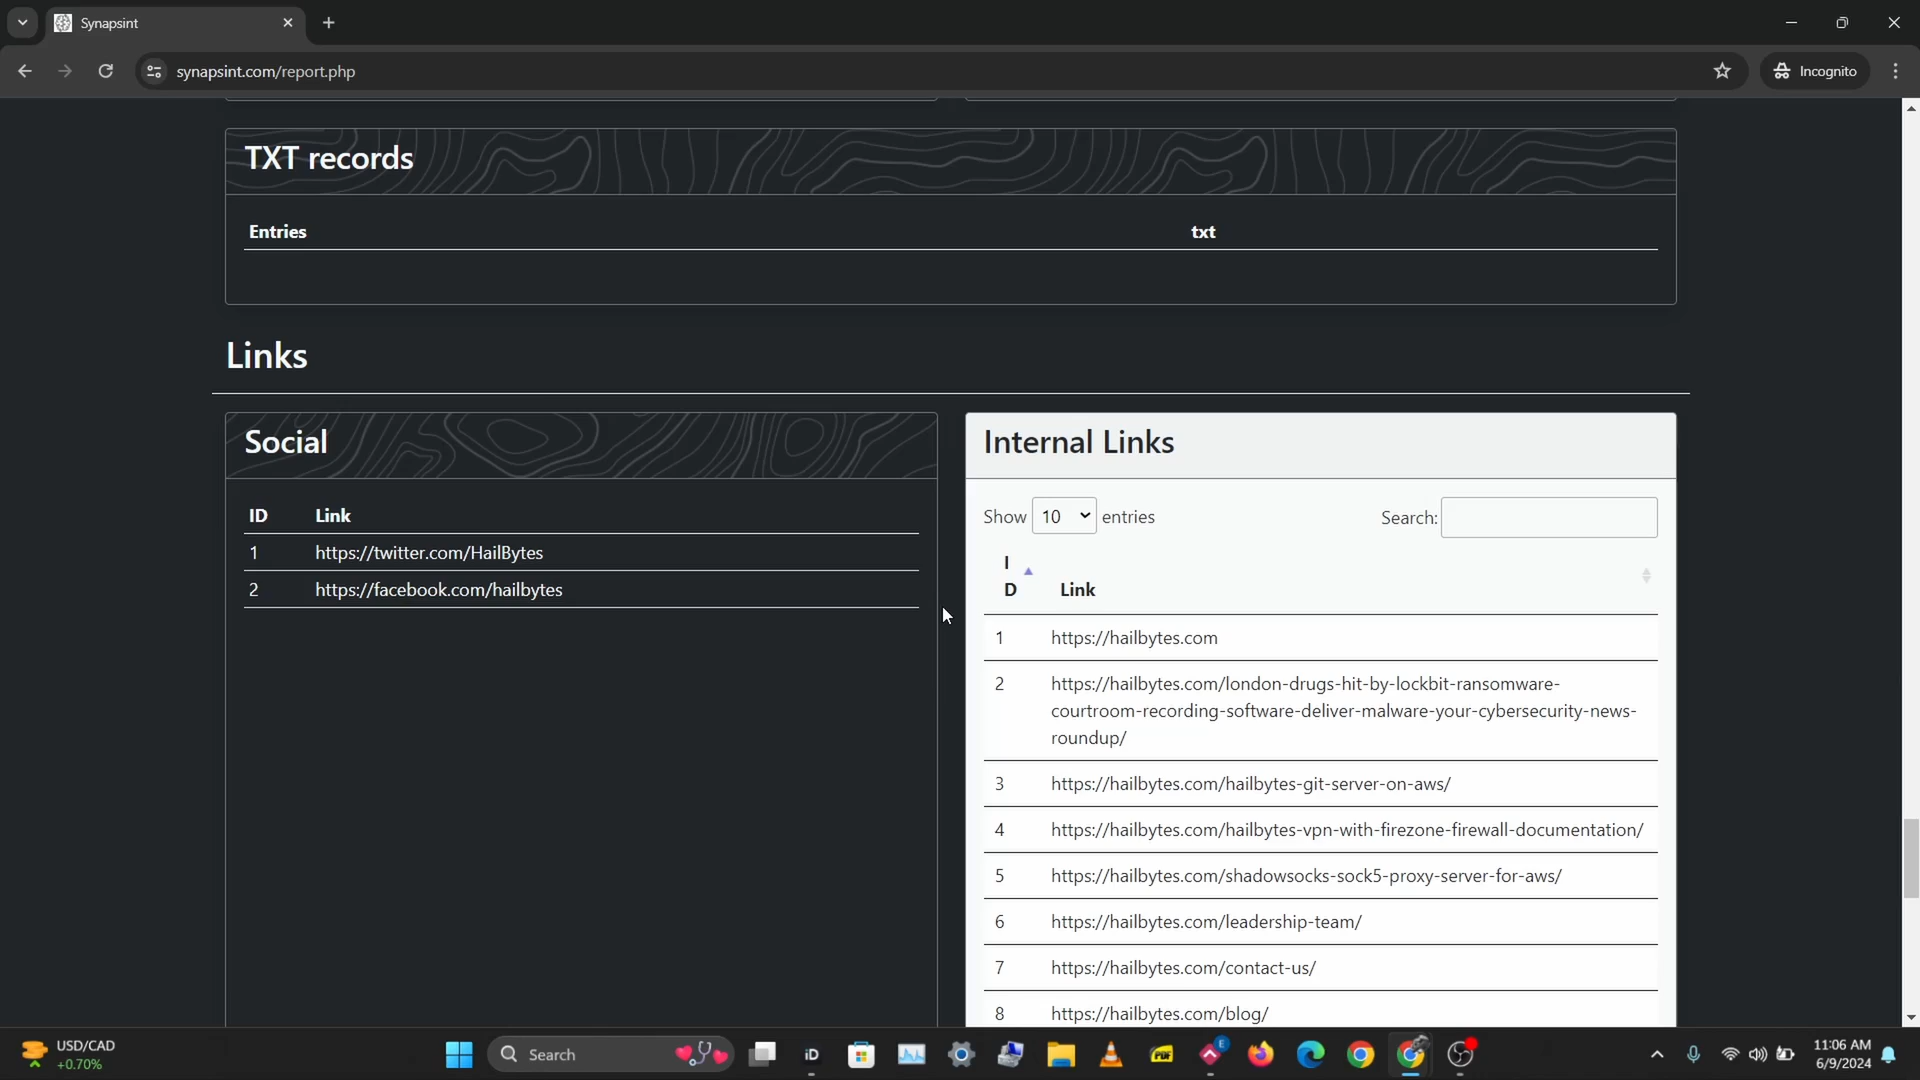 Synapsint
synapsint.com/report.php
Incognito
TXT records
Entries txt
Links
Social
ID Link
1 https://twitter.com/HailBytes
2 https://facebook.com/hailbytes
Internal Links
Show 10 entries Search:
I
D Link
1 https://hailbytes.com
2 https://hailbytes.com/london-drugs-hit-by-lockbit-ransomware-
courtroom-recording-software-deliver-malware-your-cybersecurity-news-
roundup/
3 https://hailbytes.com/hailbytes-git-server-on-aws/
4 https://hailbytes.com/hailbytes-vpn-with-firezone-firewall-documentation/
5 https://hailbytes.com/shadowsocks-sock5-proxy-server-for-aws/
6 https://hailbytes.com/leadership-team/
7 https://hailbytes.com/contact-us/
8 https://hailbytes.com/blog/
USD/CAD
+0.70%
Search
iD
PDF
E
11:06 AM
6/9/2024